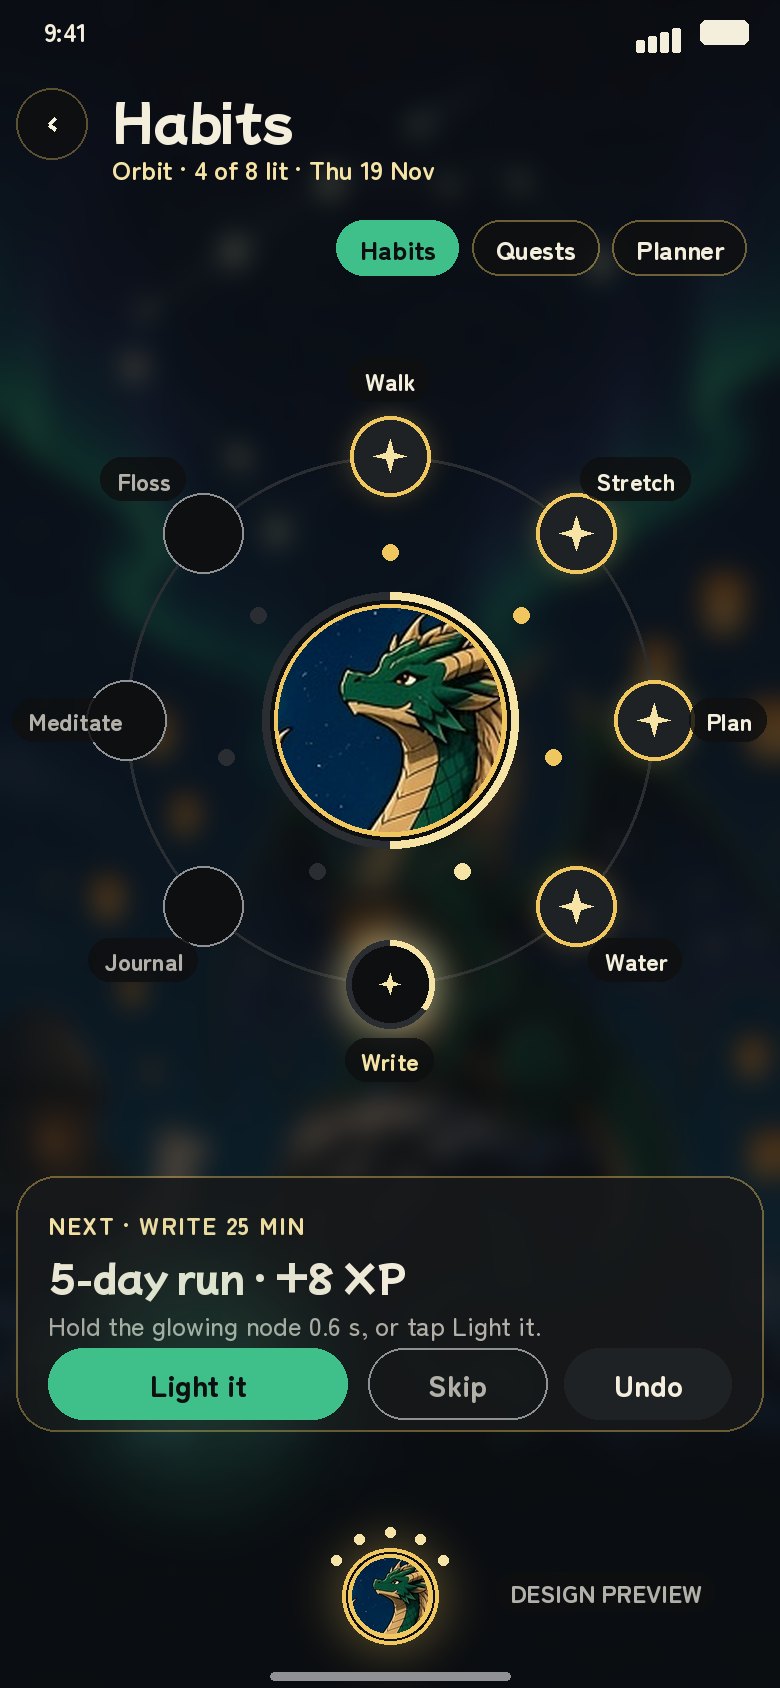 9:41
Habits
Orbit · 4 of 8 lit · Thu 19 Nov
Habits
Quests
Planner
Walk
Floss
Stretch
Meditate
Plan
Journal
Water
Write
NEXT · WRITE 25 MIN
5-day run · +8 XP
Hold the glowing node 0.6 s, or tap Light it.
Light it
Skip
Undo
DESIGN PREVIEW